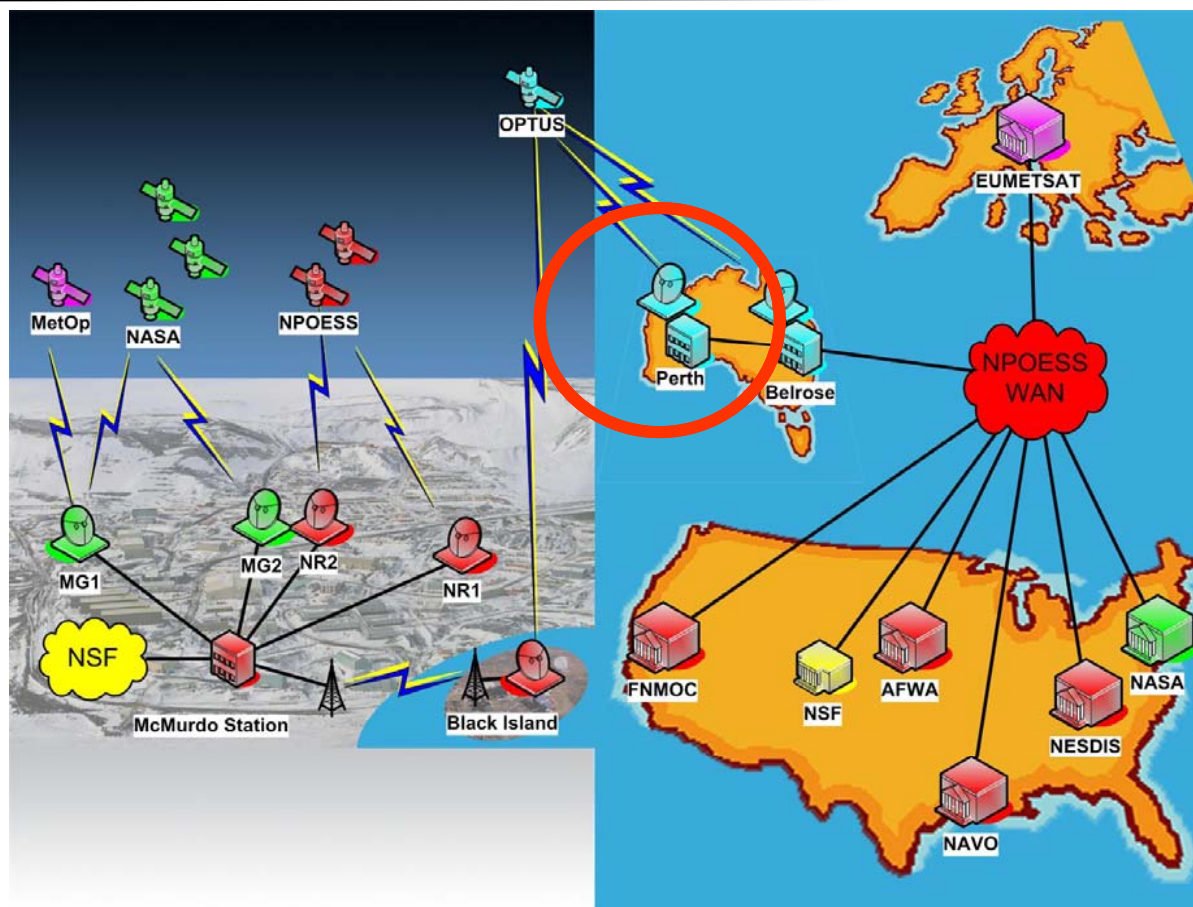 OPTUS
EUMETSAT
MetOp
NASA
NPOESS
Perth
Belrose
NPOESS
WAN
MG1
MG2
NR2
NR1
NSF
McMurdo Station
Black Island
FNMOC
NSF
AFWA
NASA
NESDIS
NAVO